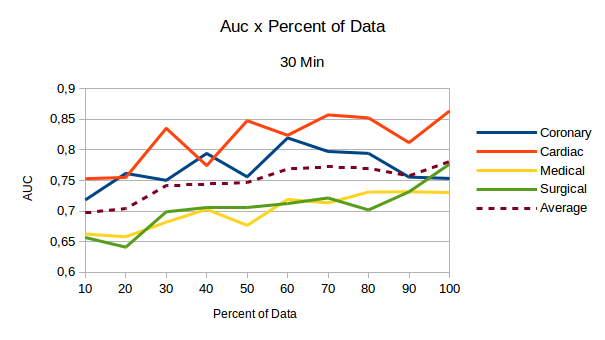 Auc x Percent of Data
30 Min
0,9
0,85
0,8
0,75
0,7
0,65
0,6
AUC
10 20 30 40 50 60 70 80 90 100
Percent of Data
Coronary
Cardiac
Medical
Surgical
Average